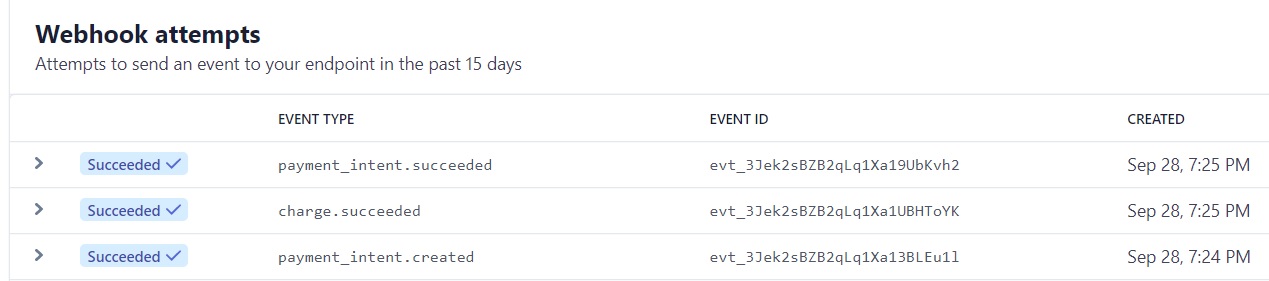 Webhook attempts
Attempts to send an event to your endpoint in the past 15 days
EVENT TYPE EVENT ID CREATED
Succeeded payment_intent.succeeded evt_3Jek2sBZB2qLq1Xa19UbKvh2 Sep 28, 7:25 PM
Succeeded charge.succeeded evt_3Jek2sBZB2qLq1Xa1UBHToYK Sep 28, 7:25 PM
Succeeded payment_intent.created evt_3Jek2sBZB2qLq1Xa13BLEu1l Sep 28, 7:24 PM